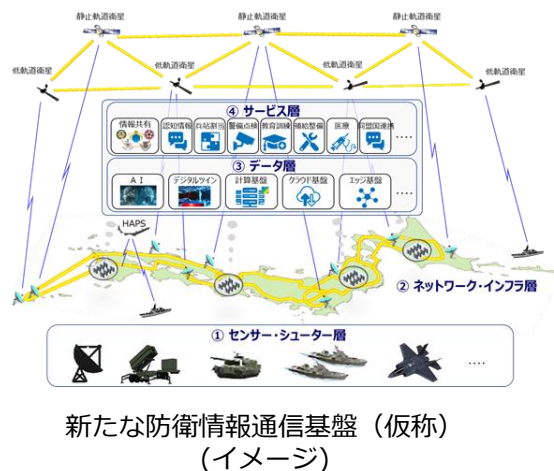 静止軌道衛星
静止軌道衛星
静止軌道衛星
低軌道衛星
低軌道衛星
低軌道衛星
低軌道衛星
④ サービス層
情報共有
認知情報
兵站割当
警備点検
教育訓練
補給整備
医療
同盟国連携
‥‥
③ データ層
AI
デジタルツイン
計算基盤
クラウド基盤
エッジ基盤
‥‥
HAPS
② ネットワーク・インフラ層
① センサー・シューター層
‥‥
新たな防衛情報通信基盤（仮称）
(イメージ)